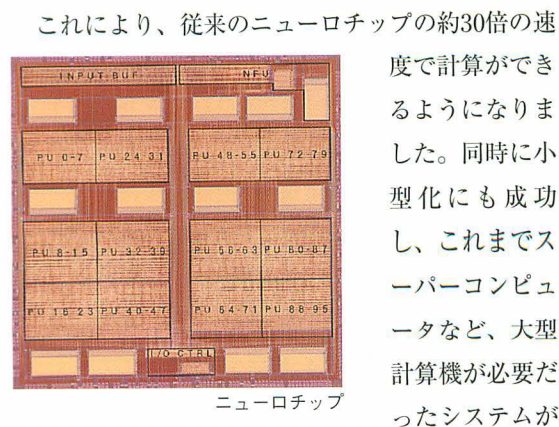 これにより、従来のニューロチップの約30倍の速
度で計算ができ
るようになりま
した。同時に小
型化にも成功
し、これまでス
ーパーコンピュ
ータなど、大型
計算機が必要だ
ったシステムが
INPUT BUF
NFU
PU 0-7
PU 24-31
PU 48-55
PU 72-79
PU 8-15
PU 32-39
PU 56-63
PU 80-87
PU 16-23
PU 40-47
PU 64-71
PU 88-95
I/O CTRL
ニューロチップ